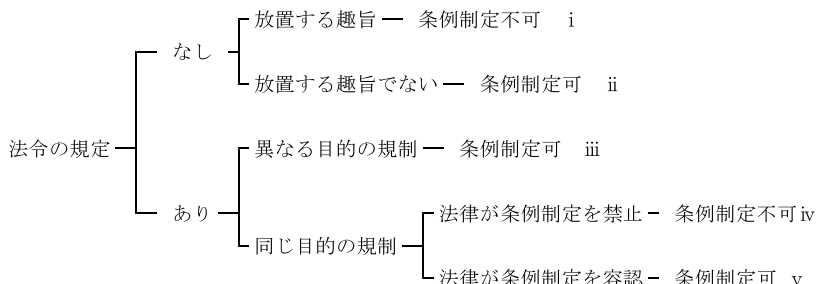 放置する趣旨 条例制定不可 ⅰ
なし
放置する趣旨でない 条例制定可 ⅱ
法令の規定
異なる目的の規制 条例制定可 ⅲ
あり
法律が条例制定を禁止 条例制定不可ⅳ
同じ目的の規制
法律が条例制定を容認 条例制定可 ⅴ